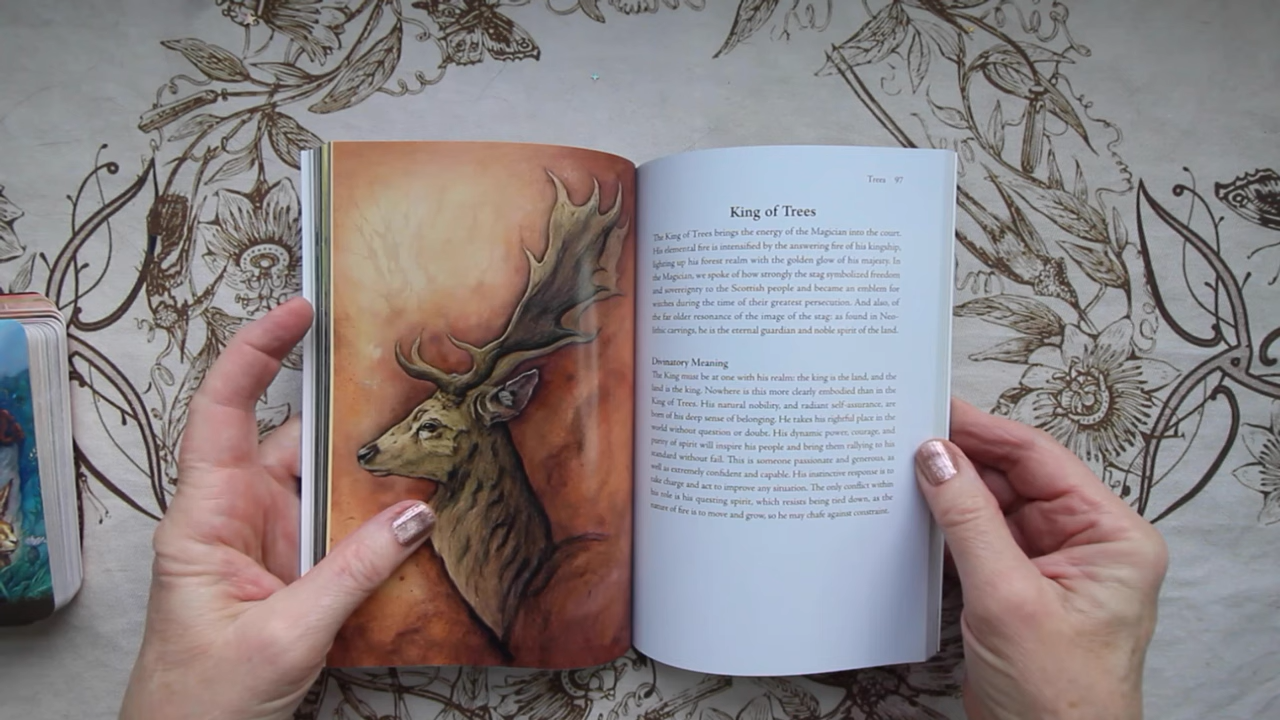 Trees 97
King of Trees
The King of Trees brings the energy of the Magician into the court.
His elemental fire is intensified by the answering fire of his kingship,
lighting up his forest realm with the golden glow of his majesty. In
the Magician, we spoke of how strongly the stag symbolized freedom
and sovereignty to the Scottish people and became an emblem for
witches during the time of their greatest persecution. And also, of
the far older resonance of the image of the stag: as found in Neo-
lithic carvings, he is the eternal guardian and noble spirit of the land.
Divinatory Meaning
The King must be at one with his realm: the king is the land, and the
land is the king. Nowhere is this more clearly embodied than in the
King of Trees. His natural nobility, and radiant self-assurance, are
born of his deep sense of belonging. He takes his rightful place in the
world without question or doubt. His dynamic power, courage, and
purity of spirit will inspire his people and bring them rallying to his
standard without fail. This is someone passionate and generous, as
well as extremely confident and capable. His instinctive response is to
take charge and act to improve any situation. The only conflict within
his role is his questing spirit, which resists being tied down, as the
nature of fire is to move and grow, so he may chafe against constraint.